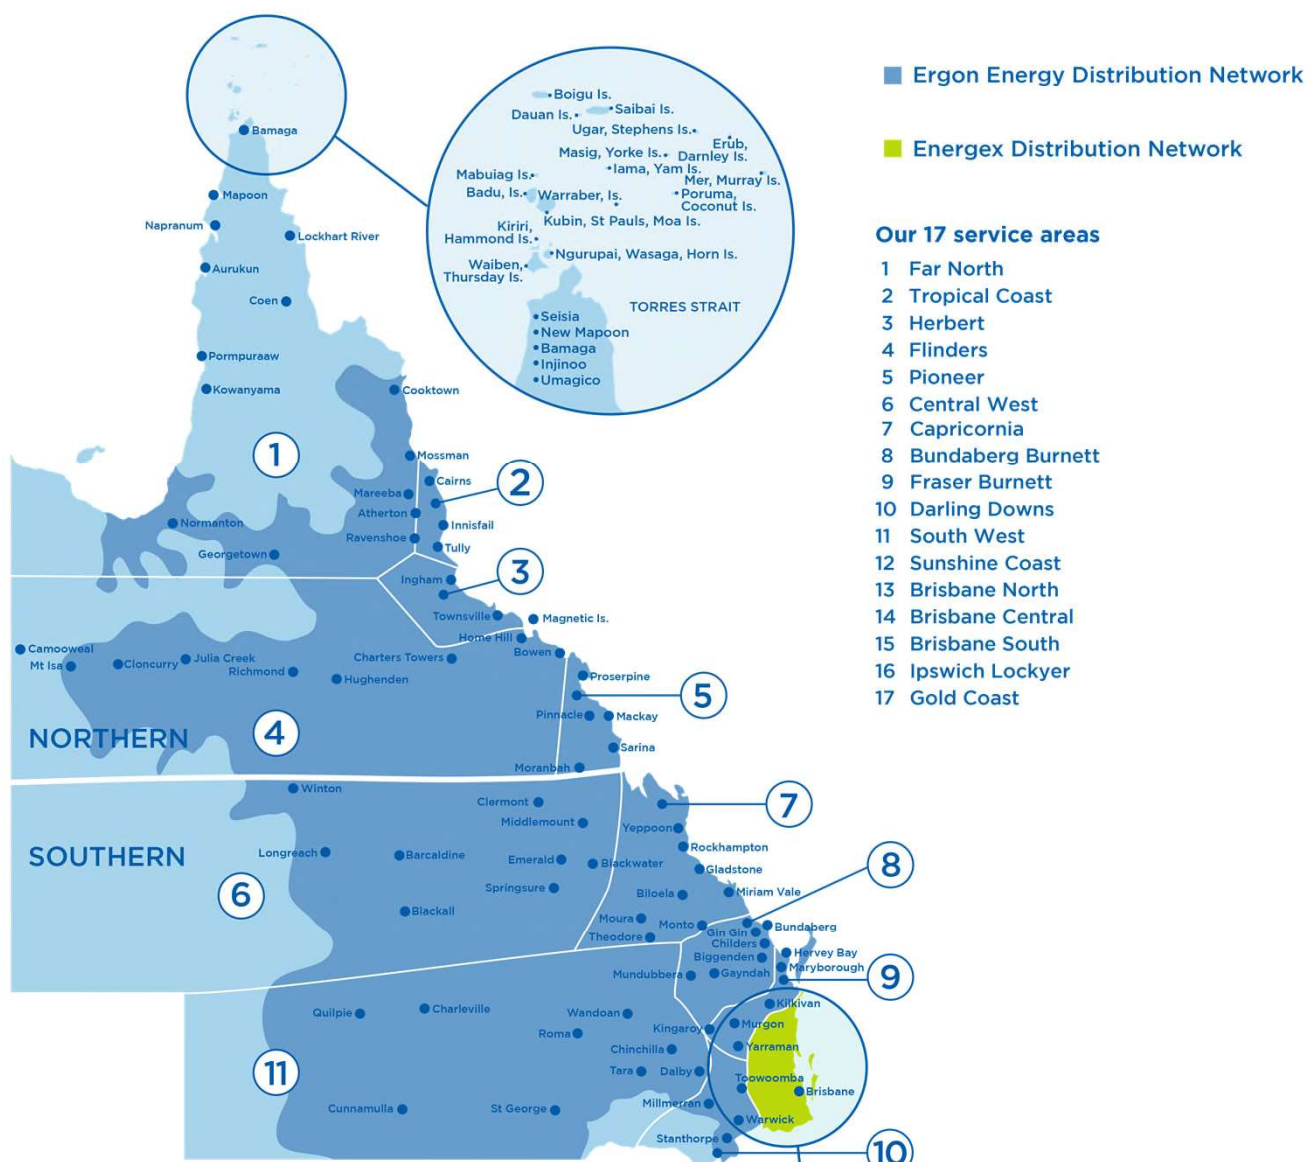 Bamaga
Mapoon
Napranum
Lockhart River
Aurukun
Coen
Pormpuraaw
Kowanyama
Cooktown
1
Mossman
Cairns
2
Mareeba
Atherton
Innisfail
Normanton
Ravenshoe
Tully
Georgetown
3
Ingham
Townsville
Magnetic Is.
Home Hill
Camooweal
Mt Isa
Cloncurry
Julia Creek
Richmond
Hughenden
Charters Towers
Bowen
Proserpine
5
Pinnacle
Mackay
NORTHERN
4
Sarina
Moranbah
Winton
Clermont
7
Middlemount
Yeppoon
SOUTHERN
Longreach
Barcaldine
Emerald
Blackwater
Rockhampton
Gladstone
8
6
Springsure
Biloela
Miriam Vale
Blackall
Moura
Monto
Bundaberg
Theodore
Gin Gin
Childers
Biggenden
Hervey Bay
Maryborough
Mundubbera
Gayndah
9
Quilpie
Charleville
Wandoan
Kilkivan
Roma
Kingaroy
Murgon
Chinchilla
Yarraman
11
Tara
Dalby
Toowoomba
Brisbane
Cunnamulla
St George
Millmerran
Warwick
Stanthorpe
10
Boigu Is.
Dauan Is.
Saibai Is.
Ugar, Stephens Is.
Erub,
Darnley Is.
Masig, Yorke Is.
Iama, Yam Is.
Mabuiag Is.
Mer, Murray Is.
Badu, Is.
Warraber, Is.
Poruma,
Coconut Is.
Kubin, St Pauls, Moa Is.
Kiriri,
Hammond Is.
Ngurupai, Wasaga, Horn Is.
Waiben,
Thursday Is.
TORRES STRAIT
Seisia
New Mapoon
Bamaga
Injinoo
Umagico
Ergon Energy Distribution Network
Energex Distribution Network
Our 17 service areas
1 Far North
2 Tropical Coast
3 Herbert
4 Flinders
5 Pioneer
6 Central West
7 Capricornia
8 Bundaberg Burnett
9 Fraser Burnett
10 Darling Downs
11 South West
12 Sunshine Coast
13 Brisbane North
14 Brisbane Central
15 Brisbane South
16 Ipswich Lockyer
17 Gold Coast